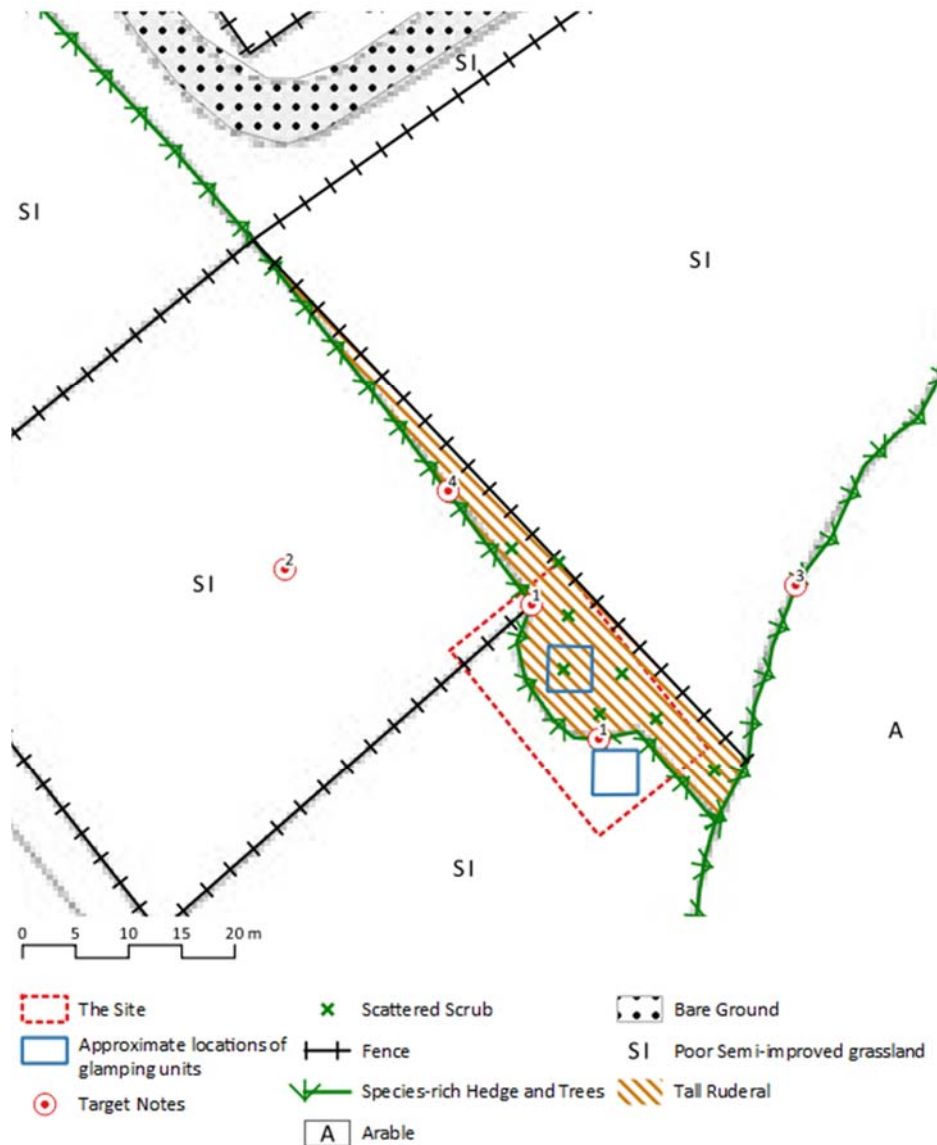 SI
SI
SI
4
2
3
SI
1
1
A
SI
0 5 10 15 20 m
The Site
Scattered Scrub
Bare Ground
Approximate locations of
glamping units
Fence
SI Poor Semi-improved grassland
Species-rich Hedge and Trees
Tall Ruderal
Target Notes
A Arable